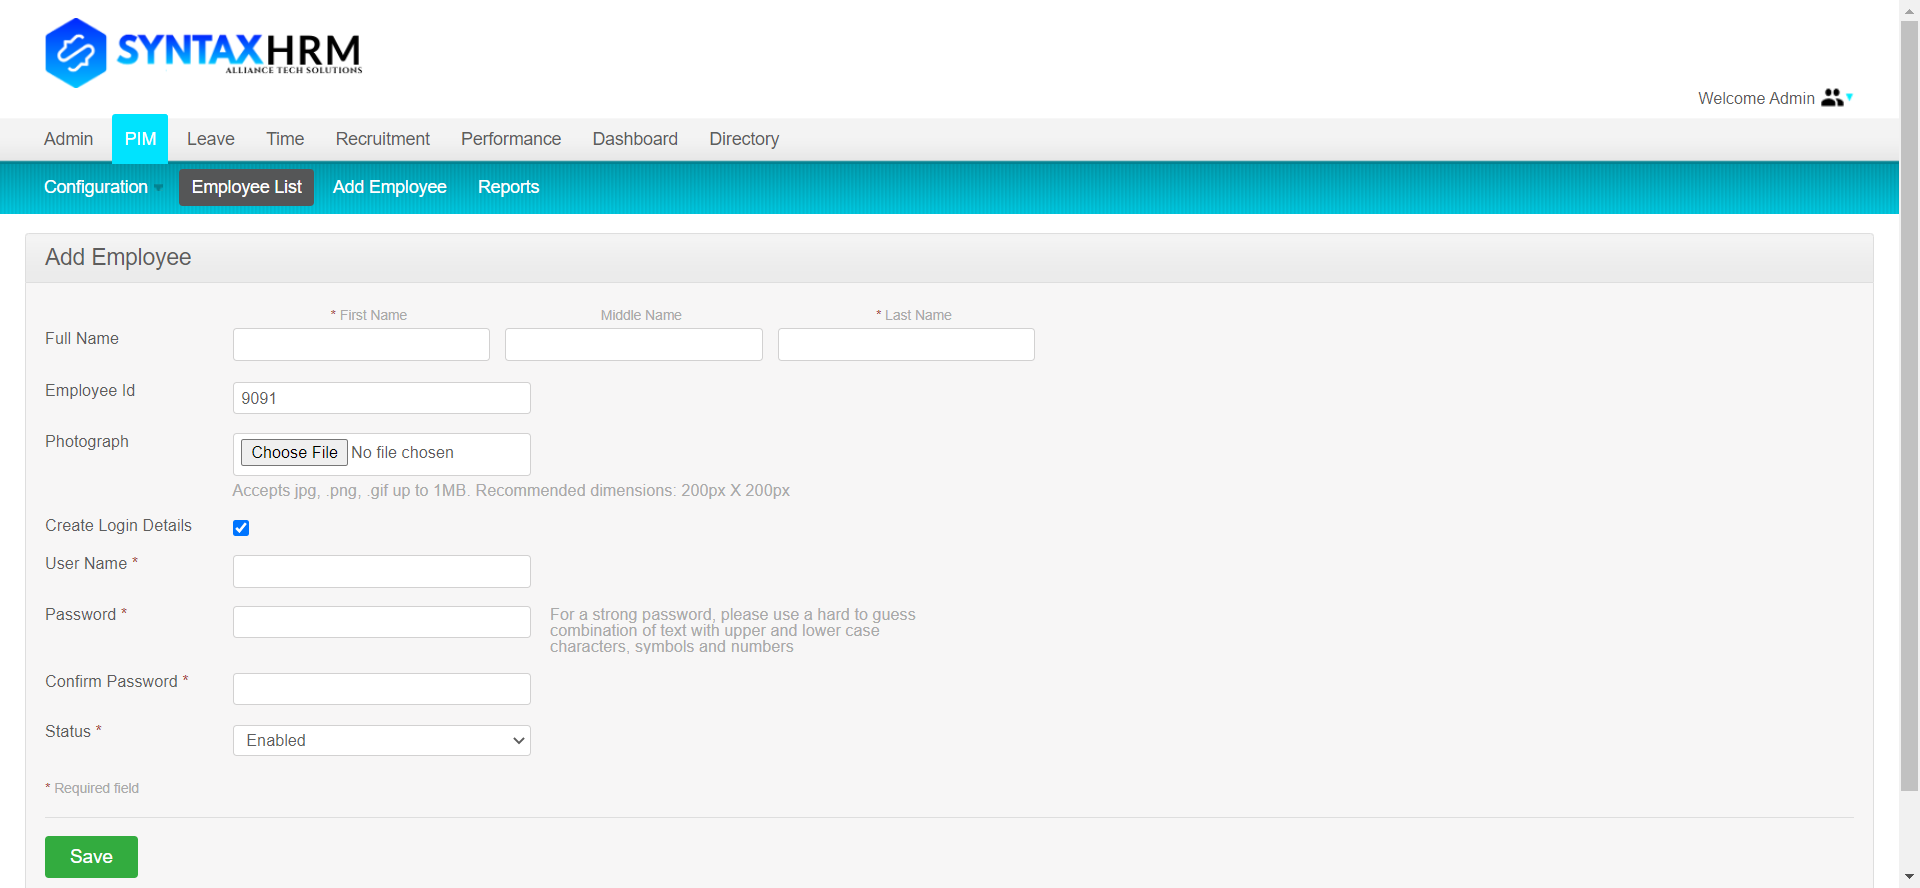 SYNTAXHRM
ALLIANCE TECH SOLUTIONS
Welcome Admin
Admin PIM Leave Time Recruitment Performance Dashboard Directory
Configuration Employee List Add Employee Reports
Add Employee
* First Name Middle Name * Last Name
Full Name
Employee Id 9091
Photograph Choose File No file chosen
Accepts jpg, .png, .gif up to 1MB. Recommended dimensions: 200px X 200px
Create Login Details
User Name *
Password * For a strong password, please use a hard to guess
combination of text with upper and lower case
characters, symbols and numbers
Confirm Password *
Status * Enabled
* Required field
Save